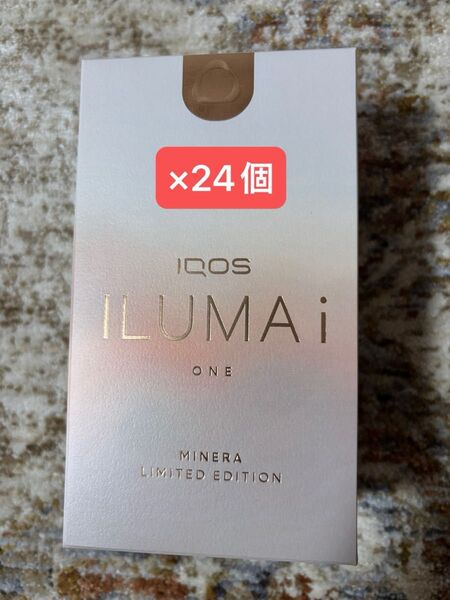 ×24個
IQOS
ILUMA i
ONE
MINERA
LIMITED EDITION